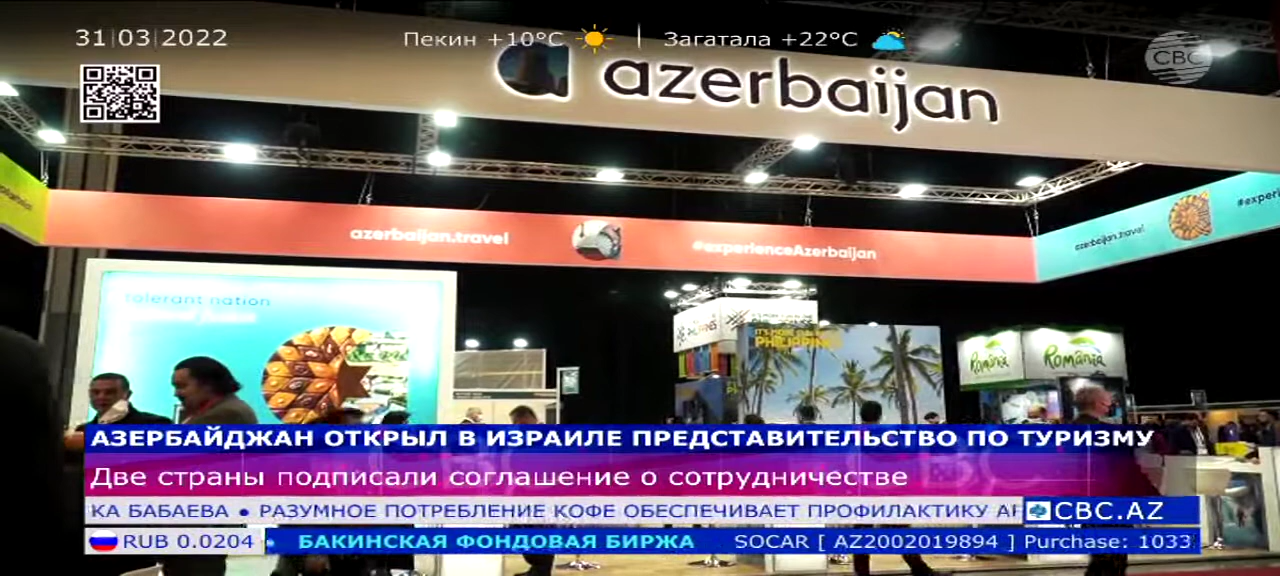 31|03|2022
Пекин +10°C | Загатала +22°C
CBC
azerbaijan
azerbaijan.travel
#experienceAzerbaijan
azerbaijan.travel
tolerant nation
PHILIPPINES
PHILIPPINES
România
România
АЗЕРБАЙДЖАН ОТКРЫЛ В ИЗРАИЛЕ ПРЕДСТАВИТЕЛЬСТВО ПО ТУРИЗМУ
Две страны подписали соглашение о сотрудничестве
КА БАБАЕВА • РАЗУМНОЕ ПОТРЕБЛЕНИЕ КОФЕ ОБЕСПЕЧИВАЕТ ПРОФИЛАКТИКУ
CBC.AZ
RUB 0.0204
• БАКИНСКАЯ ФОНДОВАЯ БИРЖА SOCAR [ AZ2002019894 ] Purchase: 1033